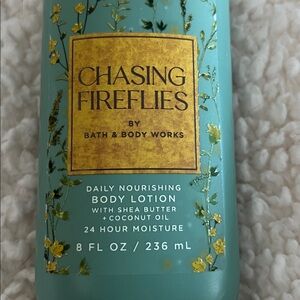 CHASING
FIREFLIES
BY
BATH & BODY WORKS
DAILY NOURISHING
BODY LOTION
WITH SHEA BUTTER
+ COCONUT OIL
24 HOUR MOISTURE
8 FL OZ / 236 mL